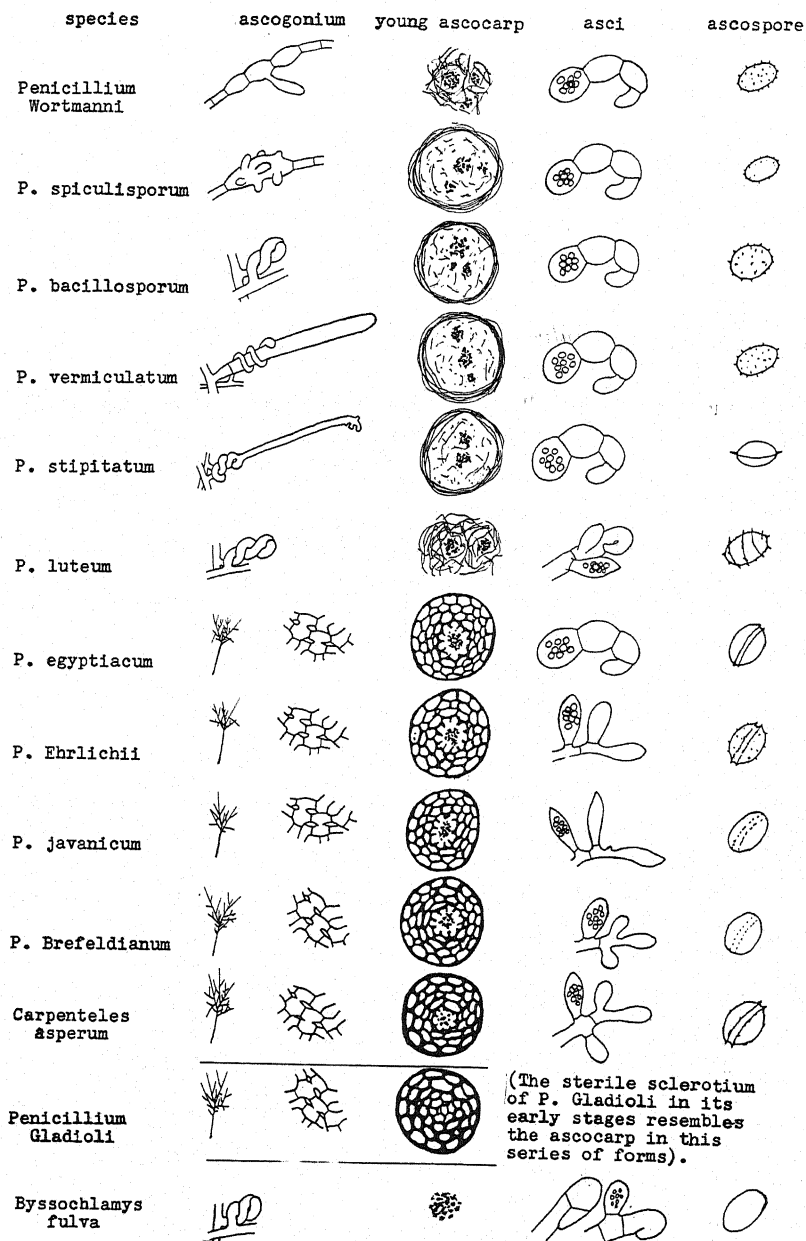 species ascogonium young ascocarp asci ascospore
Penicillium
Wortmanni
P. spiculisporum
P. bacillosporum
P. vermiculatum
P. stipitatum
P. luteum
P. egyptiacum
P. Ehrlichii
P. javanicum
P. Brefeldianum
Carpenteles
asperum
Penicillium
Gladioli
(The sterile sclerotium
of P. Gladioli in its
early stages resembles
the ascocarp in this
series of forms).
Byssochlamys
fulva